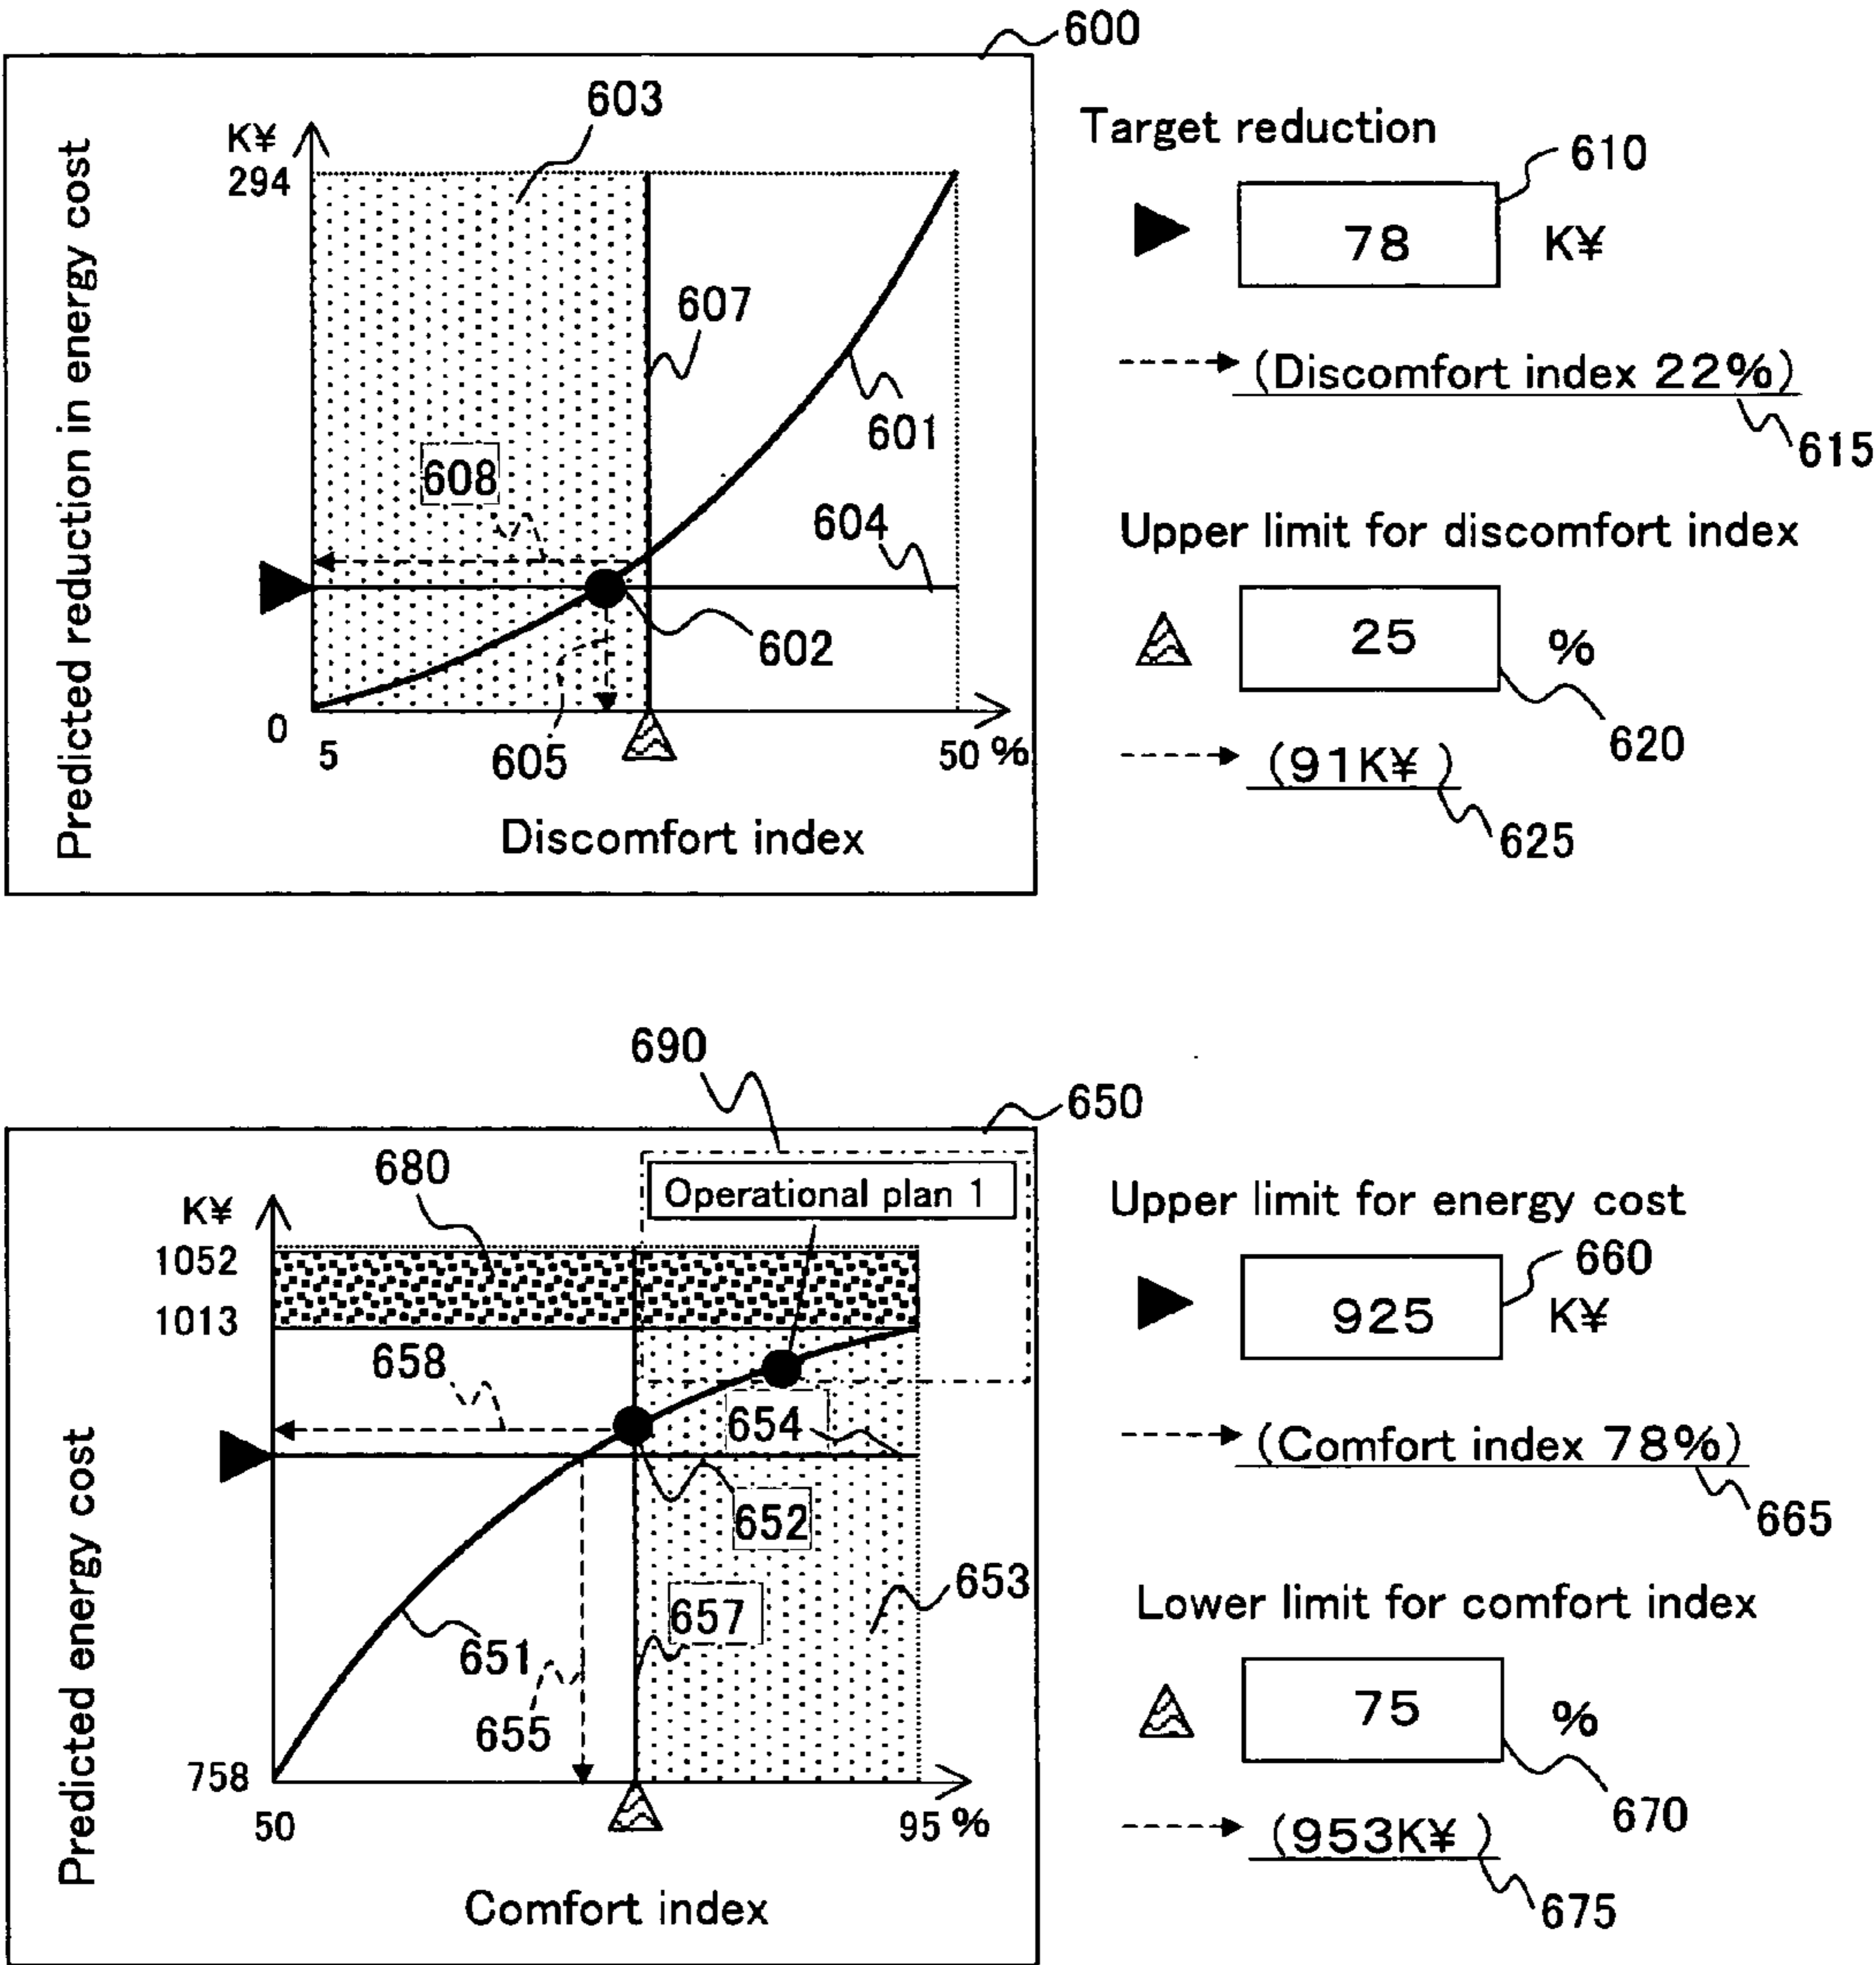 600
603
K¥
294
Predicted reduction in energy cost
607
601
608
604
602
605
0
5
50 %
Discomfort index
Target reduction
610
78
K¥
(Discomfort index 22%)
615
Upper limit for discomfort index
25
%
620
(91K¥ )
625
690
650
680
Operational plan 1
K¥
1052
1013
658
654
652
653
657
651
655
758
50
95 %
Predicted energy cost
Comfort index
Upper limit for energy cost
660
925
K¥
(Comfort index 78%)
665
Lower limit for comfort index
75
%
670
(953K¥ )
675